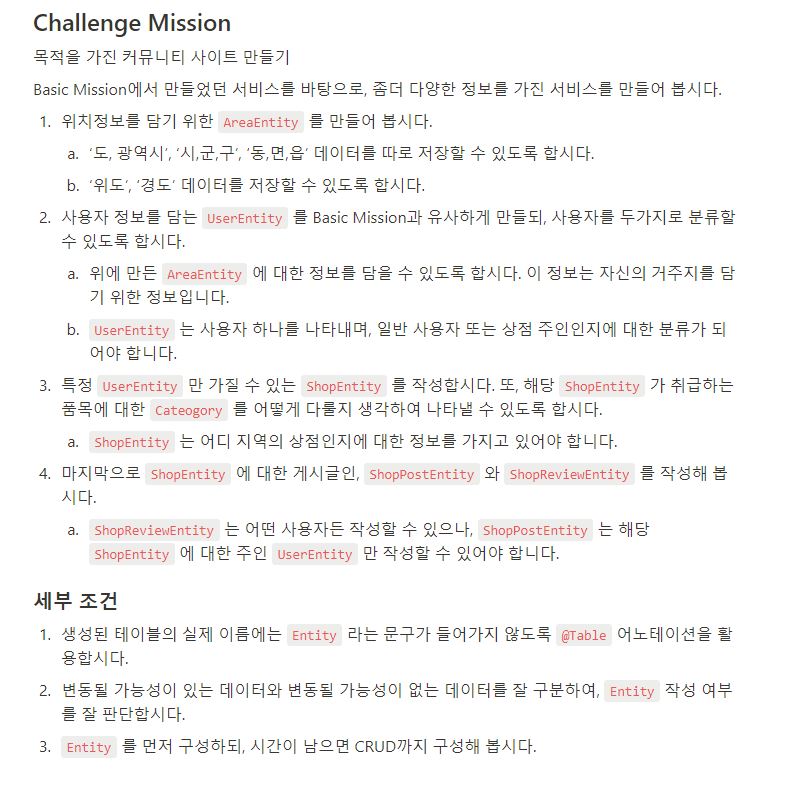 Challenge Mission
목적을 가진 커뮤니티 사이트 만들기
Basic Mission에서 만들었던 서비스를 바탕으로, 좀더 다양한 정보를 가진 서비스를 만들어 봅시다.
1. 위치정보를 담기 위한 AreaEntity 를 만들어 봅시다.
a. ‘도, 광역시’, ‘시,군,구’, ‘동,면,읍’ 데이터를 따로 저장할 수 있도록 합시다.
b. ‘위도’, ‘경도’ 데이터를 저장할 수 있도록 합시다.
2. 사용자 정보를 담는 UserEntity 를 Basic Mission과 유사하게 만들되, 사용자를 두가지로 분류할
수 있도록 합시다.
a. 위에 만든 AreaEntity 에 대한 정보를 담을 수 있도록 합시다. 이 정보는 자신의 거주지를 담
기 위한 정보입니다.
b. UserEntity 는 사용자 하나를 나타내며, 일반 사용자 또는 상점 주인인지에 대한 분류가 되
어야 합니다.
3. 특정 UserEntity 만 가질 수 있는 ShopEntity 를 작성합시다. 또, 해당 ShopEntity 가 취급하는
품목에 대한 Cateogory 를 어떻게 다룰지 생각하여 나타낼 수 있도록 합시다.
a. ShopEntity 는 어디 지역의 상점인지에 대한 정보를 가지고 있어야 합니다.
4. 마지막으로 ShopEntity 에 대한 게시글인, ShopPostEntity 와 ShopReviewEntity 를 작성해 봅
시다.
a. ShopReviewEntity 는 어떤 사용자든 작성할 수 있으나, ShopPostEntity 는 해당
ShopEntity 에 대한 주인 UserEntity 만 작성할 수 있어야 합니다.
세부 조건
1. 생성된 테이블의 실제 이름에는 Entity 라는 문구가 들어가지 않도록 @Table 어노테이션을 활
용합시다.
2. 변동될 가능성이 있는 데이터와 변동될 가능성이 없는 데이터를 잘 구분하여, Entity 작성 여부
를 잘 판단합시다.
3. Entity 를 먼저 구성하되, 시간이 남으면 CRUD까지 구성해 봅시다.